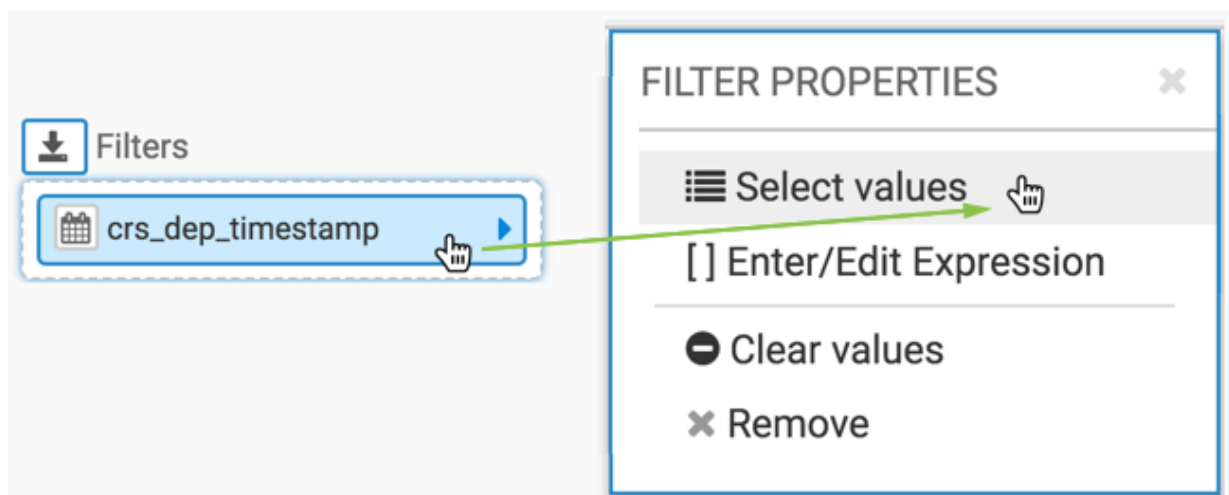 Filters
crs_dep_timestamp
FILTER PROPERTIES
Select values
[ ] Enter/Edit Expression
Clear values
Remove